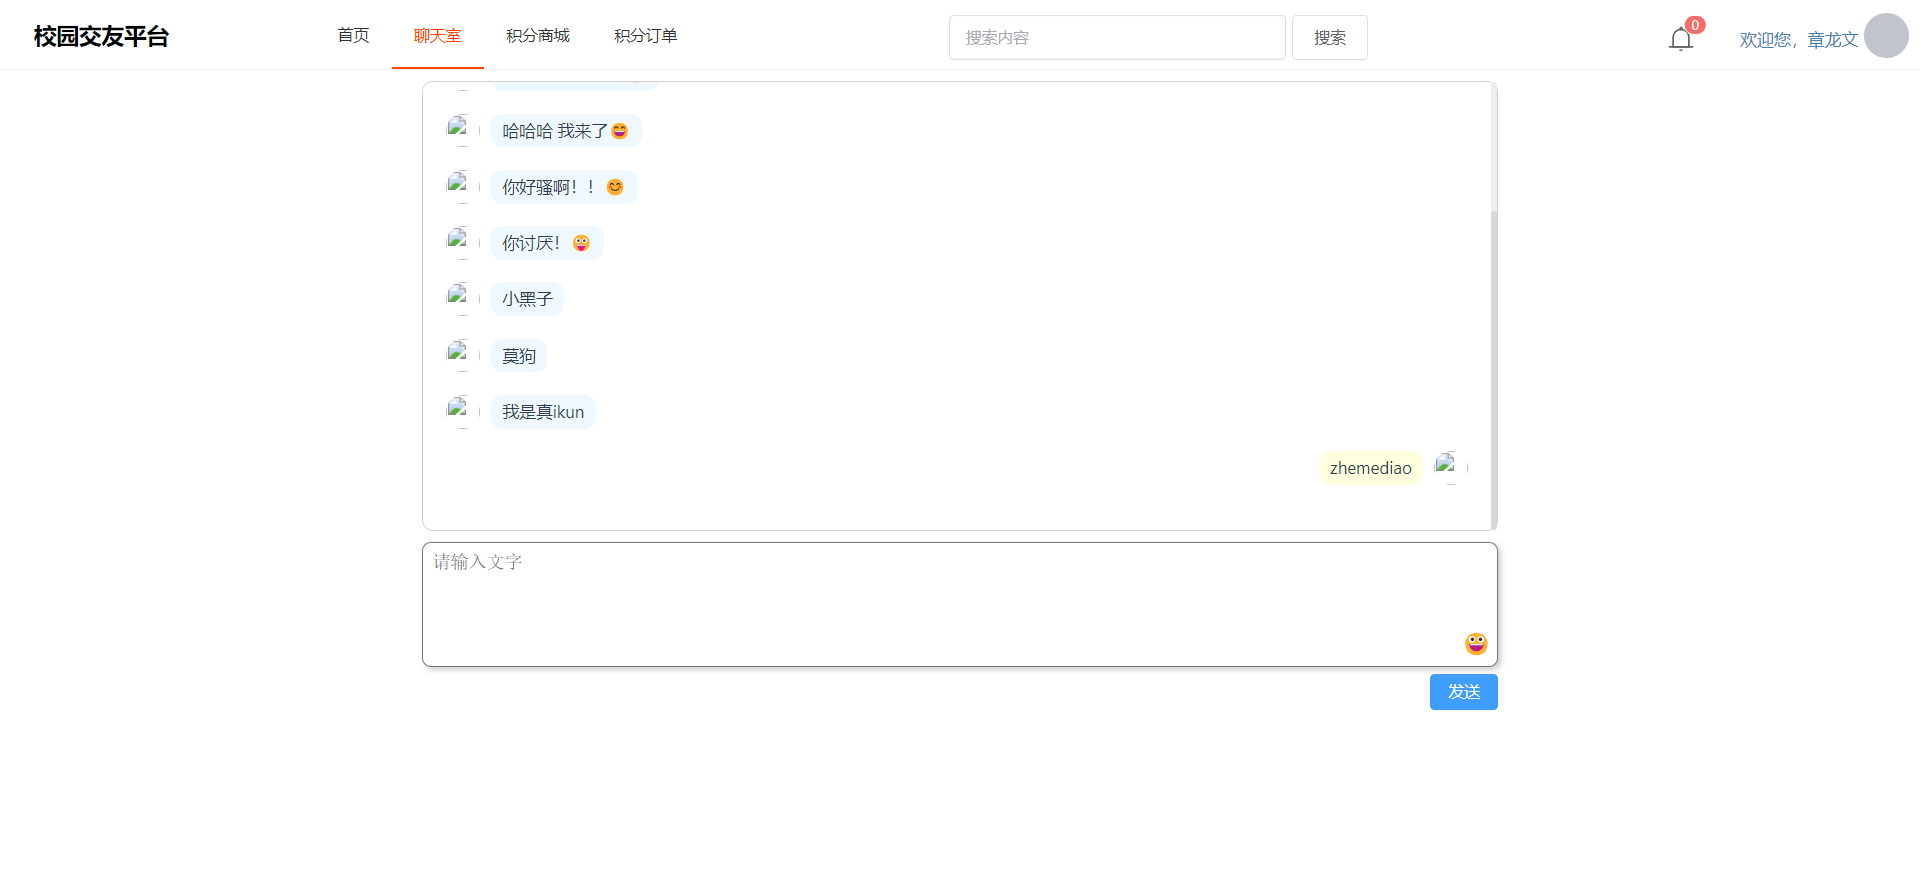 校园交友平台
首页 聊天室 积分商城 积分订单
搜索内容 搜索
0
欢迎您，章龙文
哈哈哈 我来了😄
你好骚啊！！😊
你讨厌！😜
小黑子
莫狗
我是真ikun
zhemediao
请输入文字
发送